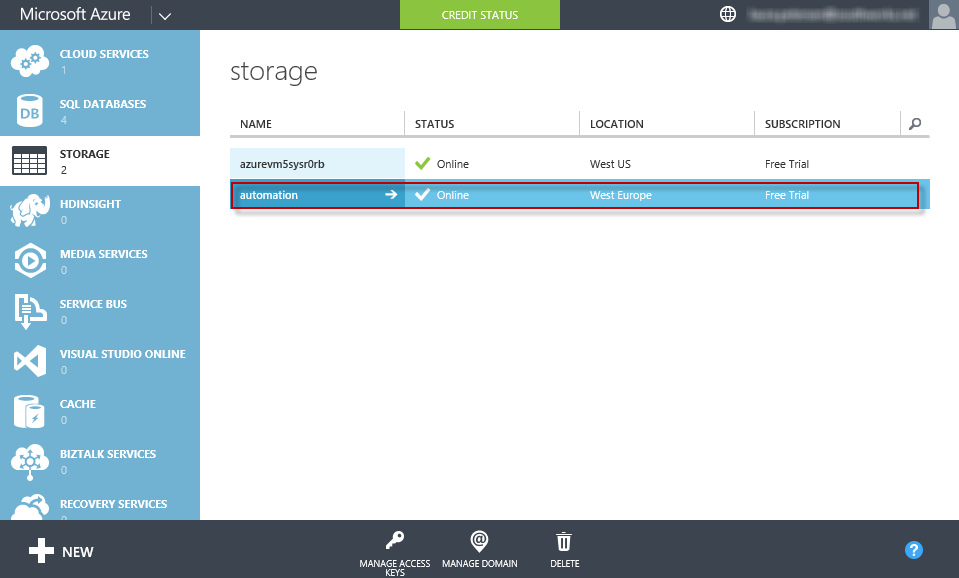 Microsoft Azure
CREDIT STATUS
CLOUD SERVICES
1
DB
SQL DATABASES
4
STORAGE
2
HDINSIGHT
0
MEDIA SERVICES
0
SERVICE BUS
0
VISUAL STUDIO ONLINE
0
CACHE
0
BIZTALK SERVICES
0
RECOVERY SERVICES
0
storage
NAME STATUS LOCATION SUBSCRIPTION
azurevm5sysr0rb Online West US Free Trial
automation Online West Europe Free Trial
NEW
MANAGE ACCESS
KEYS
MANAGE DOMAIN
DELETE
?